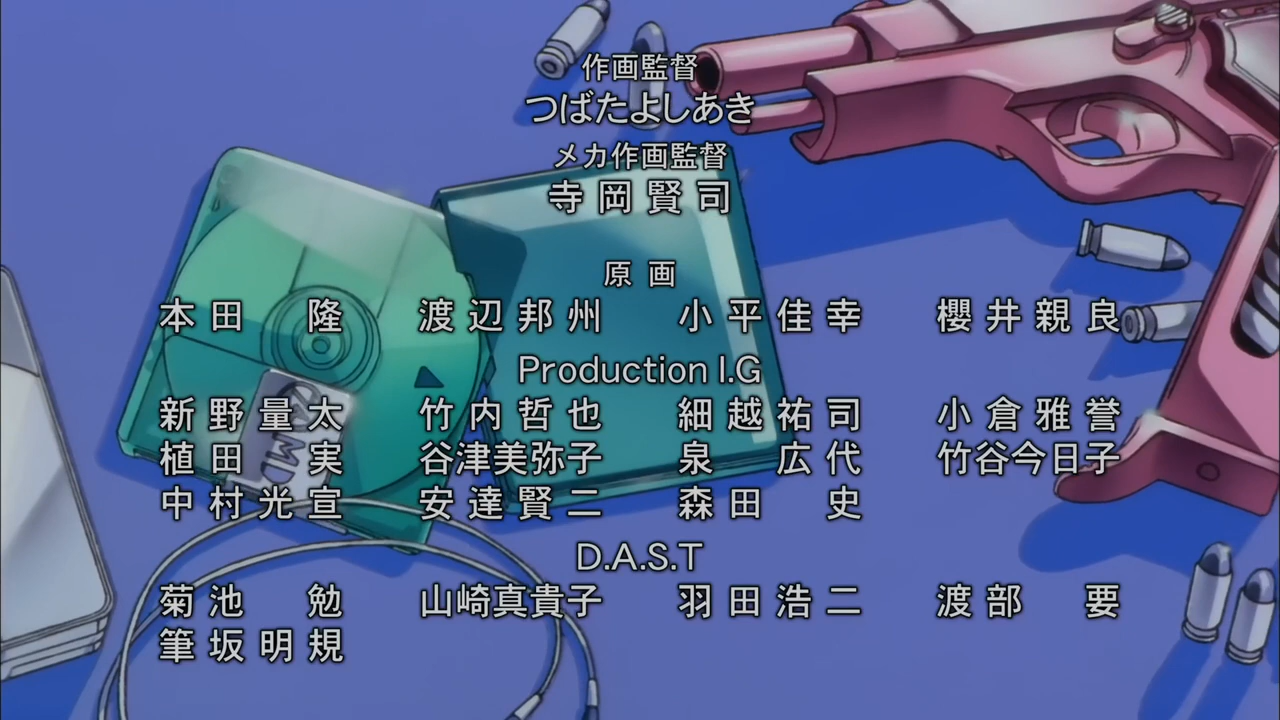 作画監督
つばたよしあき
メカ作画監督
寺岡賢司
原画
本田 隆 渡辺邦州 小平佳幸 櫻井親良
Production I.G
新野量太 竹内哲也 細越祐司 小倉雅誉
植田 実 谷津美弥子 泉 広代 竹谷今日子
中村光宣 安達賢二 森田 史
D.A.S.T
菊池 勉 山崎真貴子 羽田浩二 渡部 要
筆坂明規